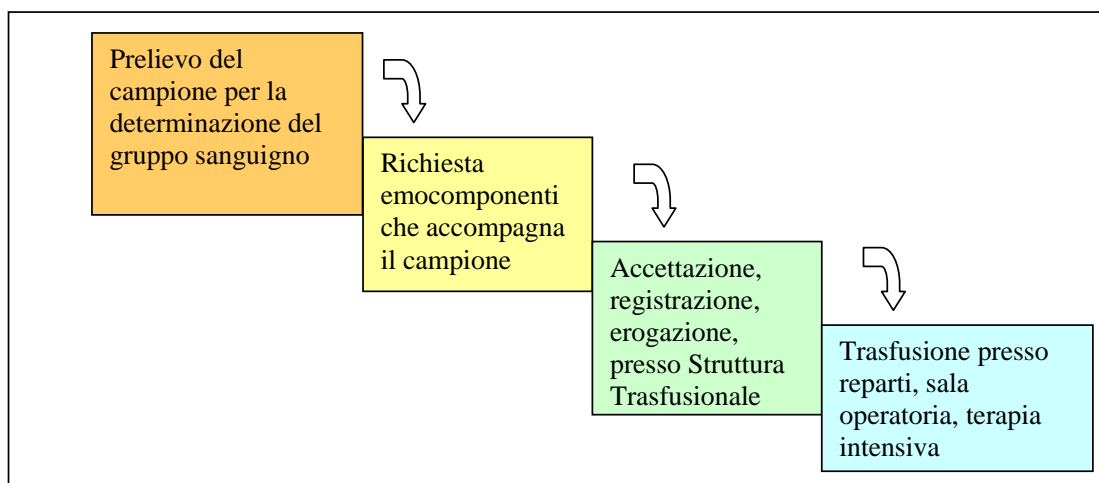 Prelievo del
campione per la
determinazione del
gruppo sanguigno
Richiesta
emocomponenti
che accompagna
il campione
Accettazione,
registrazione,
erogazione,
presso Struttura
Trasfusionale
Trasfusione presso
reparti, sala
operatoria, terapia
intensiva